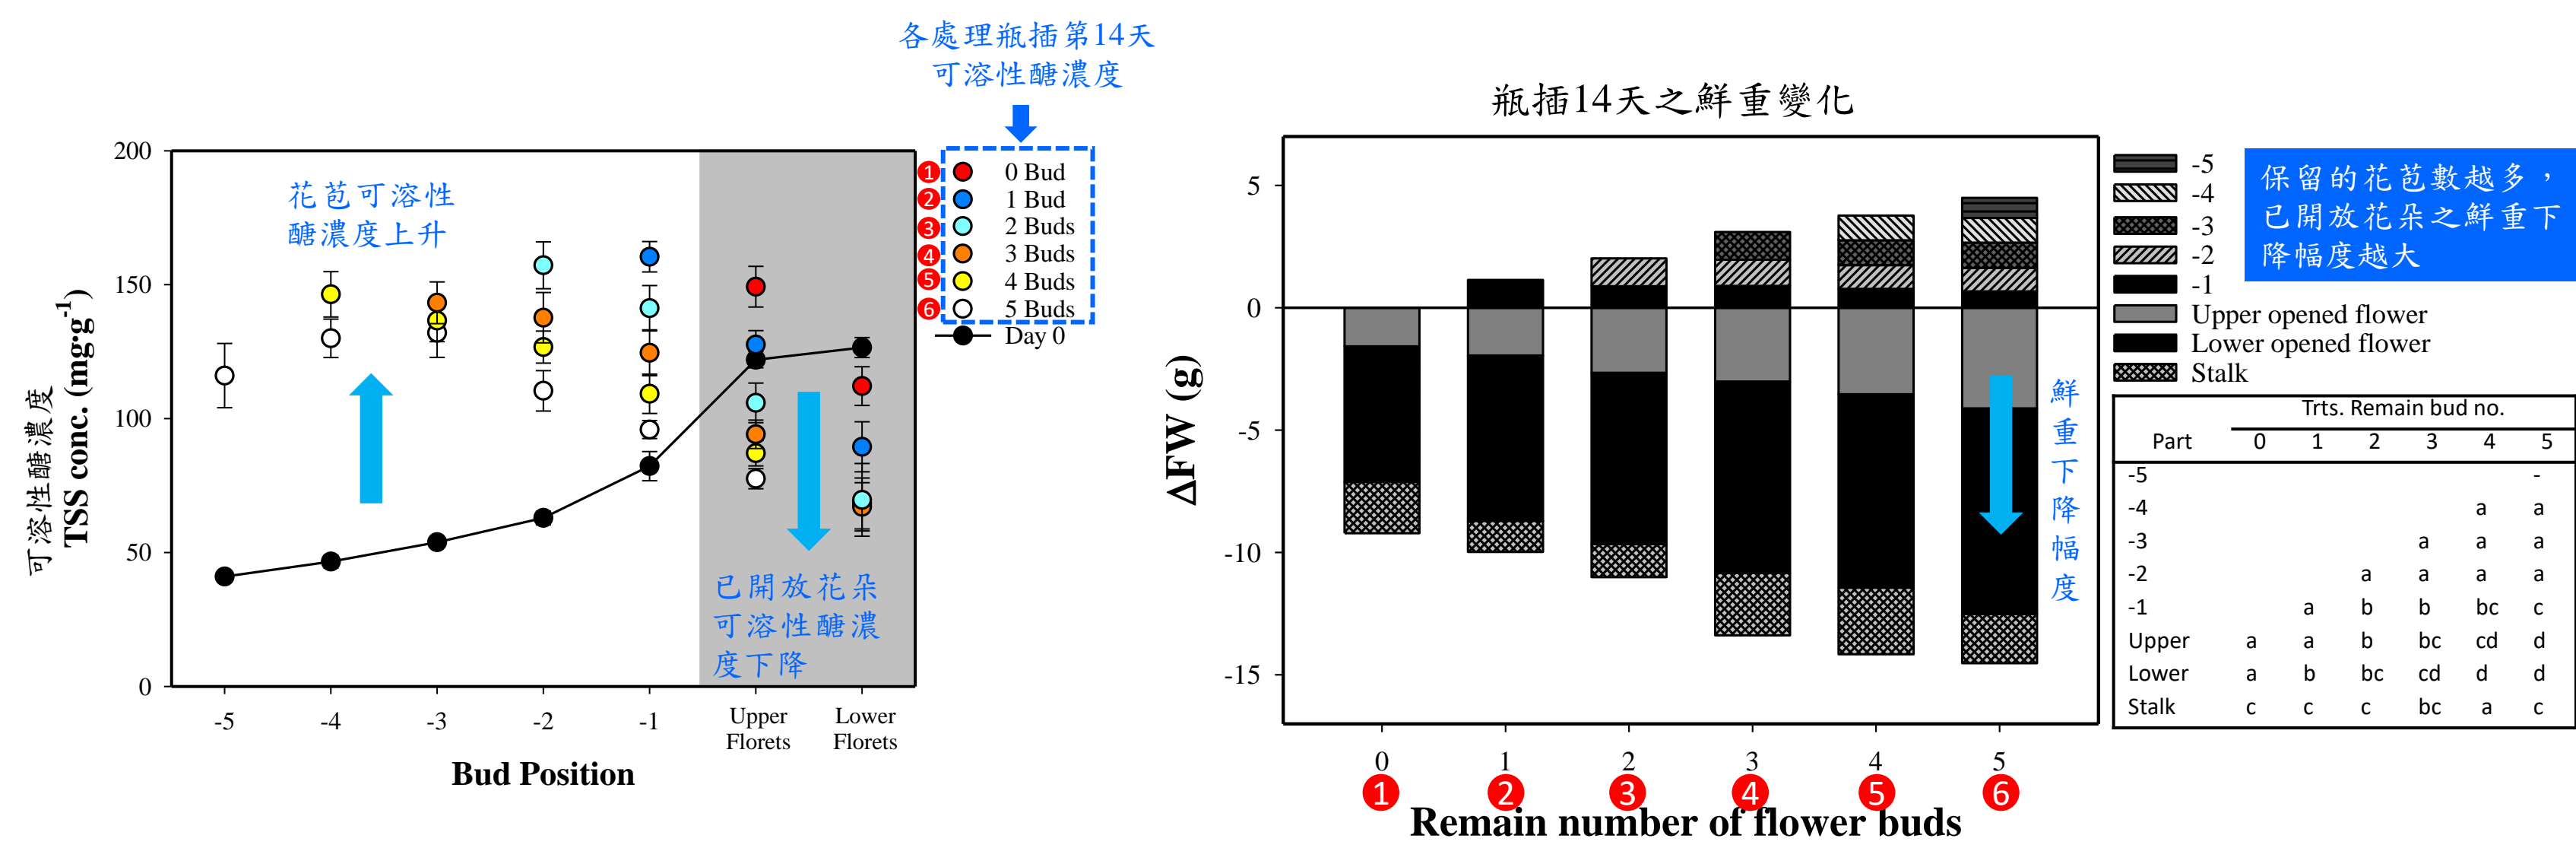 各處理瓶插第14天
可溶性醣濃度
花苞可溶性
醣濃度上升
已開放花朵
可溶性醣濃
度下降
可溶性醣濃度
TSS conc. (mg·g-1)
200
150
100
50
0
-5
-4
-3
-2
-1
Upper
Florets
Lower
Florets
Bud Position
1 0 Bud
2 1 Bud
3 2 Buds
4 3 Buds
5 4 Buds
6 5 Buds
Day 0
瓶插14天之鮮重變化
ΔFW (g)
5
0
-5
-10
-15
0
1
2
3
4
5
1
2
3
4
5
6
Remain number of flower buds
鮮重下降幅度
-5
-4
-3
-2
-1
Upper opened flower
Lower opened flower
Stalk
保留的花苞數越多，
已開放花朵之鮮重下
降幅度越大
Trts. Remain bud no.
Part 0 1 2 3 4 5
-5 -
-4 a a
-3 a a a
-2 a a a a
-1 a b b bc c
Upper a a b bc cd d
Lower a b bc cd d d
Stalk c c c bc a c